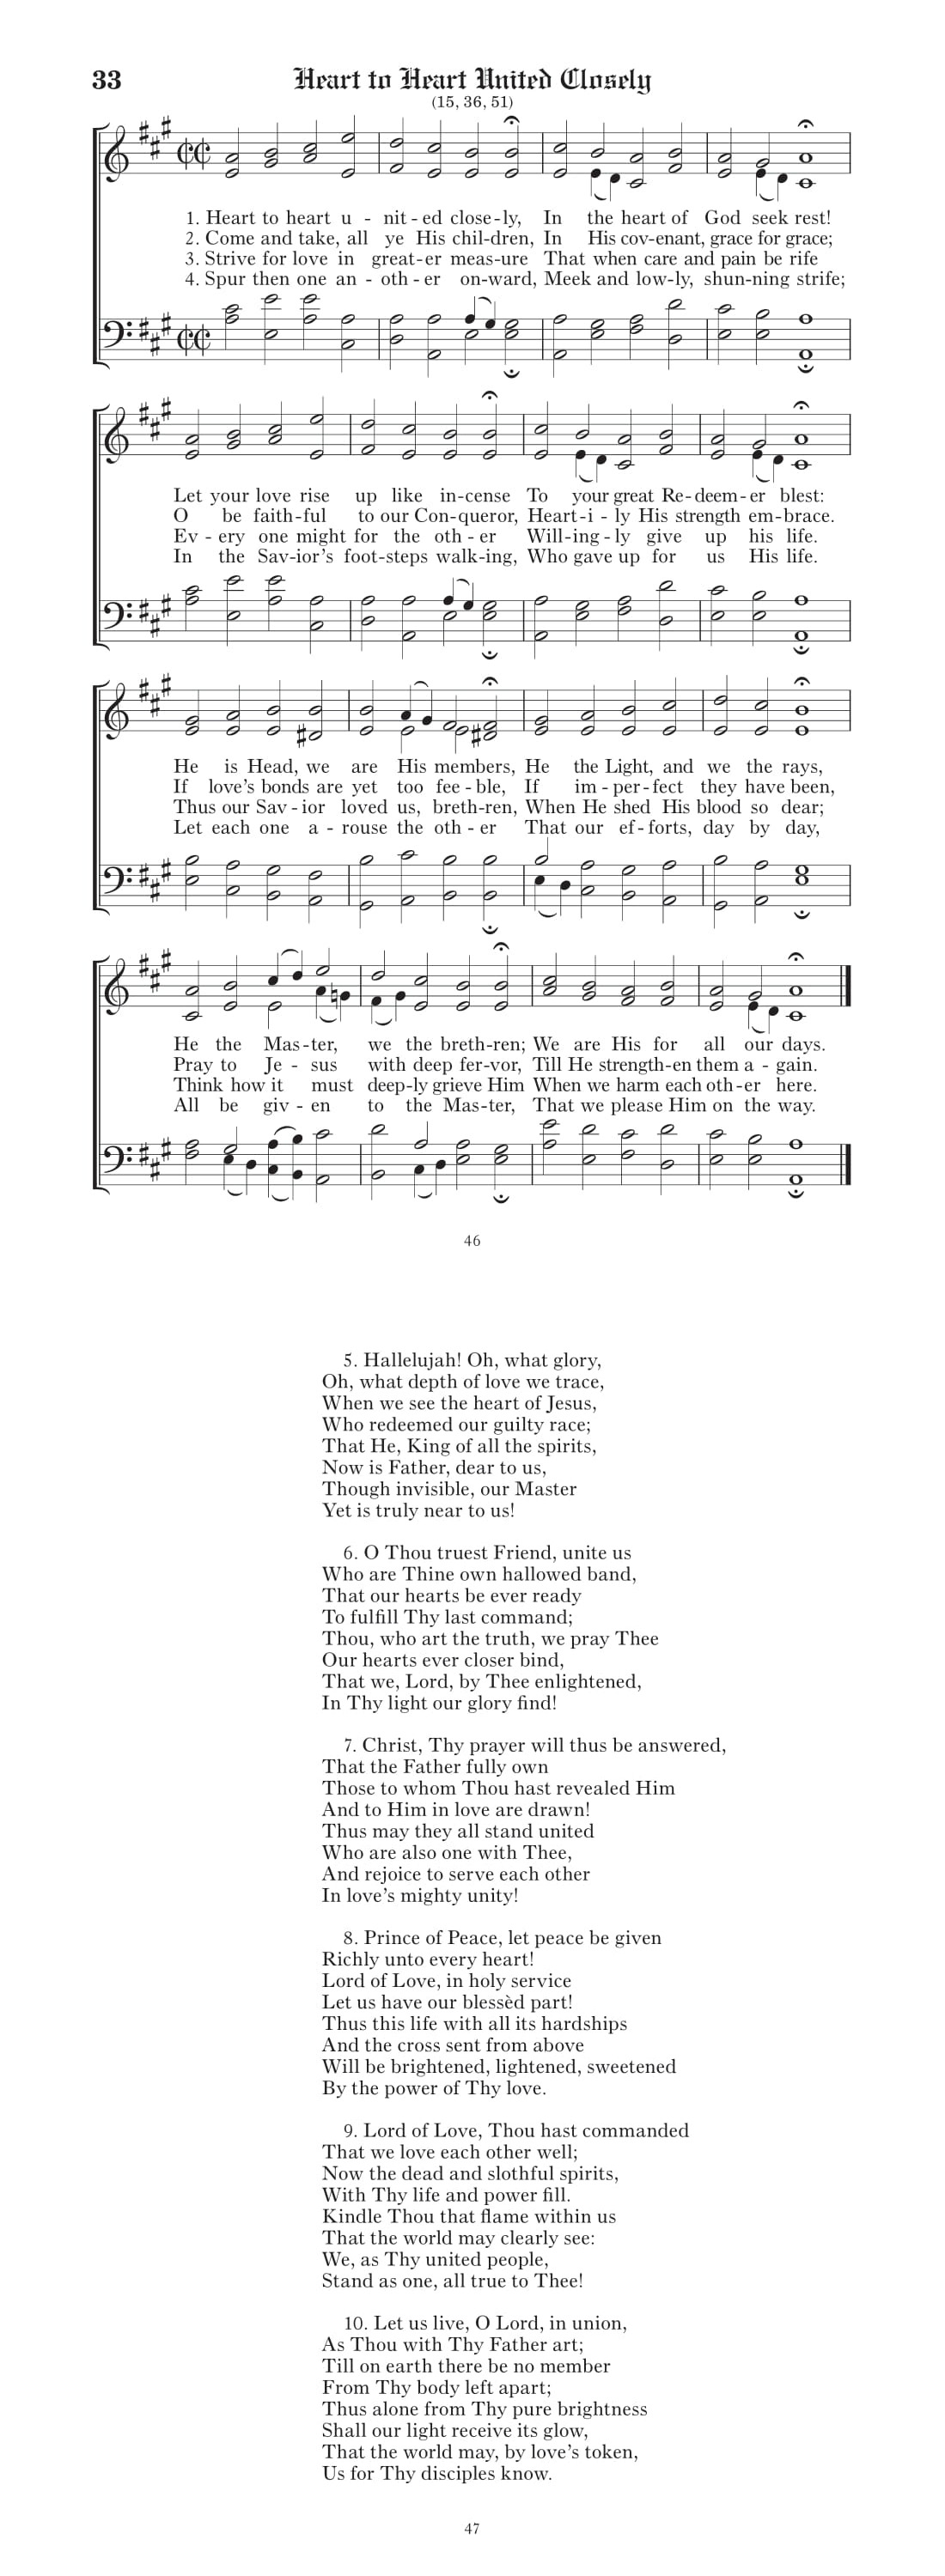 33 Heart to Heart United Closely
(15, 36, 51)
1. Heart to heart u - nit - ed close - ly, In the heart of God seek rest!
2. Come and take, all ye His chil-dren, In His cov-enant, grace for grace;
3. Strive for love in great-er meas-ure That when care and pain be rife
4. Spur then one an - oth - er on-ward, Meek and low-ly, shun-ning strife;
Let your love rise up like in-cense To your great Re-deem-er blest:
O be faith-ful to our Con-queror, Heart-i - ly His strength em-brace.
Ev - ery one might for the oth - er Will-ing-ly give up his life.
In the Sav-ior's foot-steps walk-ing, Who gave up for us His life.
He is Head, we are His members, He the Light, and we the rays,
If love's bonds are yet too fee - ble, If im - per - fect they have been,
Thus our Sav - ior loved us, breth-ren, When He shed His blood so dear;
Let each one a - rouse the oth - er That our ef - forts, day by day,
He the Mas - ter, we the breth-ren; We are His for all our days.
Pray to Je - sus with deep fer-vor, Till He strength-en them a - gain.
Think how it must deep-ly grieve Him When we harm each oth-er here.
All be giv - en to the Mas-ter, That we please Him on the way.
46
5. Hallelujah! Oh, what glory,
Oh, what depth of love we trace,
When we see the heart of Jesus,
Who redeemed our guilty race;
That He, King of all the spirits,
Now is Father, dear to us,
Though invisible, our Master
Yet is truly near to us!
6. O Thou truest Friend, unite us
Who are Thine own hallowed band,
That our hearts be ever ready
To fulfill Thy last command;
Thou, who art the truth, we pray Thee
Our hearts ever closer bind,
That we, Lord, by Thee enlightened,
In Thy light our glory find!
7. Christ, Thy prayer will thus be answered,
That the Father fully own
Those to whom Thou hast revealed Him
And to Him in love are drawn!
Thus may they all stand united
Who are also one with Thee,
And rejoice to serve each other
In love's mighty unity!
8. Prince of Peace, let peace be given
Richly unto every heart!
Lord of Love, in holy service
Let us have our blessèd part!
Thus this life with all its hardships
And the cross sent from above
Will be brightened, lightened, sweetened
By the power of Thy love.
9. Lord of Love, Thou hast commanded
That we love each other well;
Now the dead and slothful spirits,
With Thy life and power fill.
Kindle Thou that flame within us
That the world may clearly see:
We, as Thy united people,
Stand as one, all true to Thee!
10. Let us live, O Lord, in union,
As Thou with Thy Father art;
Till on earth there be no member
From Thy body left apart;
Thus alone from Thy pure brightness
Shall our light receive its glow,
That the world may, by love's token,
Us for Thy disciples know.
47